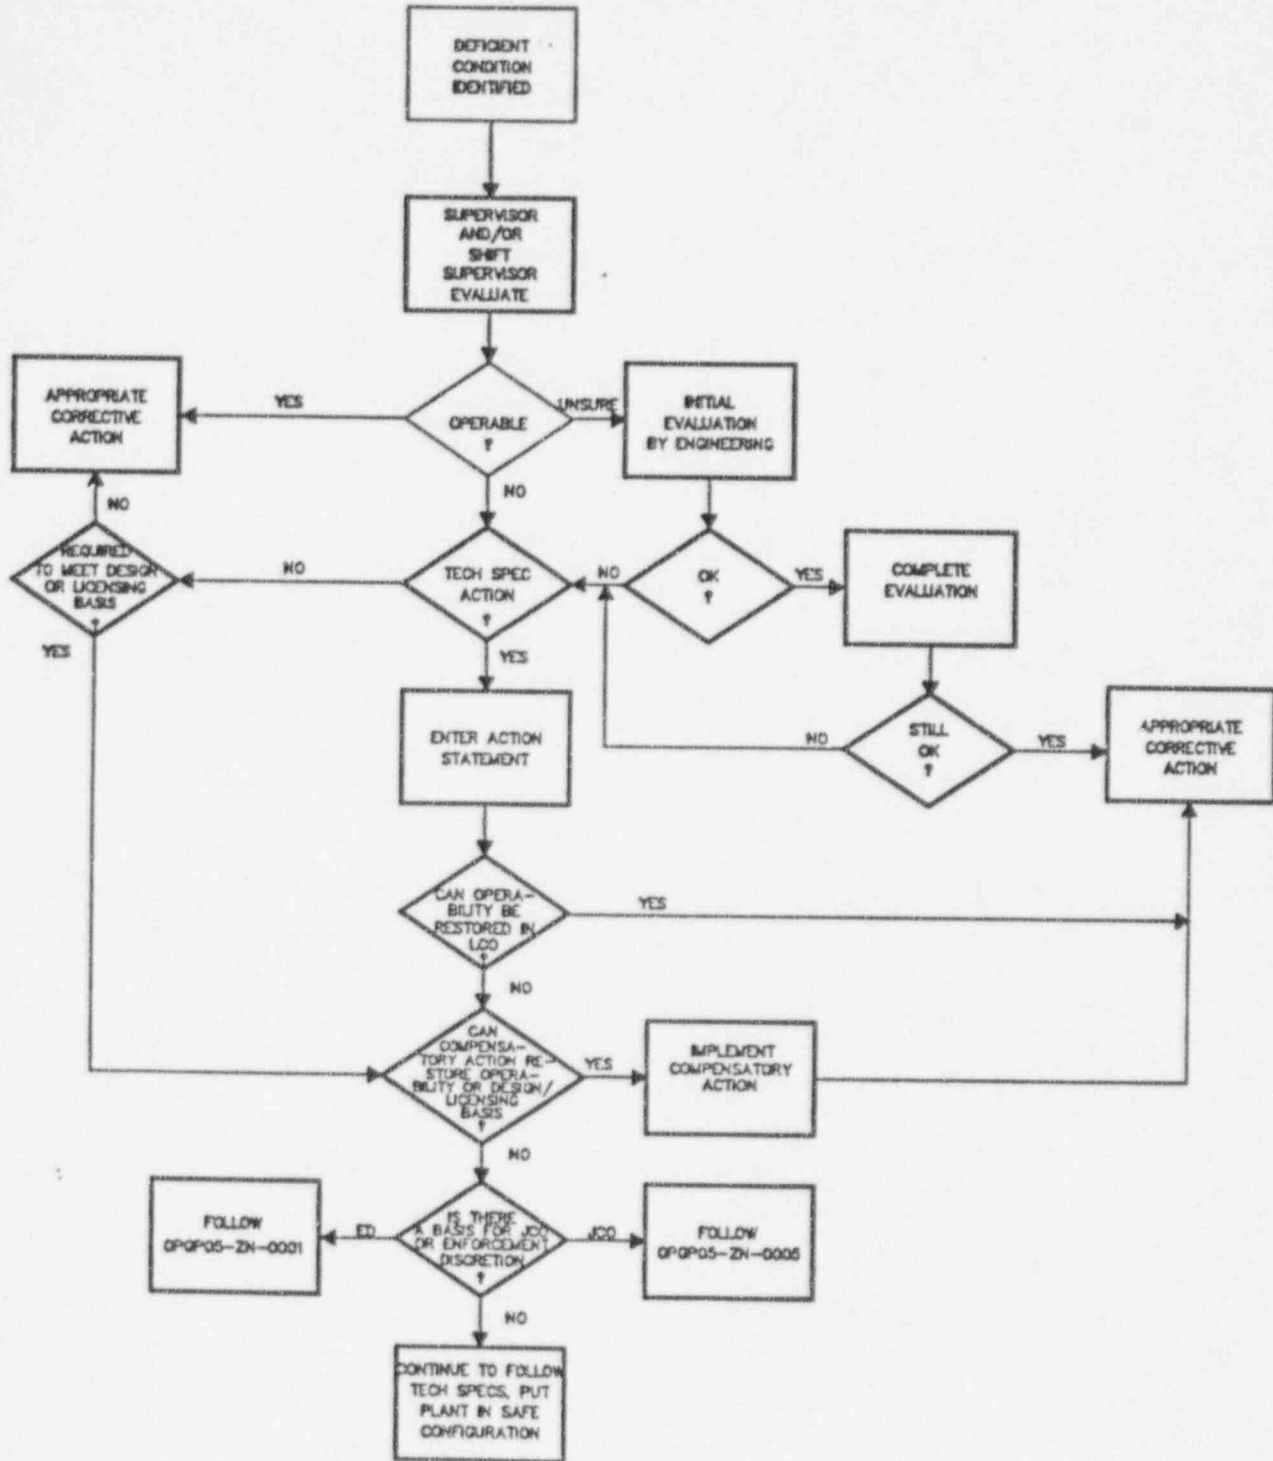 DEFICIENT
CONDITION
IDENTIFIED
SUPERVISOR
AND/OR
SHIFT
SUPERVISOR
EVALUATE
APPROPRIATE
CORRECTIVE
ACTION
YES
OPERABLE
?
UNSURE
INITIAL
EVALUATION
BY ENGINEERING
NO
NO
REQUIRED
TO MEET DESIGN
OR LICENSING
BASIS
?
NO
TECH SPEC
ACTION
?
NO
OK
?
YES
COMPLETE
EVALUATION
YES
YES
ENTER ACTION
STATEMENT
NO
STILL
OK
?
YES
APPROPRIATE
CORRECTIVE
ACTION
CAN OPERA-
BILITY BE
RESTORED IN
LCO
?
YES
NO
CAN
COMPENSA-
TORY ACTION RE-
STORE OPERA-
BILITY OR DESIGN/
LICENSING
BASIS
?
YES
IMPLEMENT
COMPENSATORY
ACTION
NO
FOLLOW
OPGP05-ZN-0001
ED
IS THERE
A BASIS FOR JCO
OR ENFORCEMENT
DISCRETION
?
JCO
FOLLOW
OPGP05-ZN-0005
NO
CONTINUE TO FOLLOW
TECH SPECS, PUT
PLANT IN SAFE
CONFIGURATION